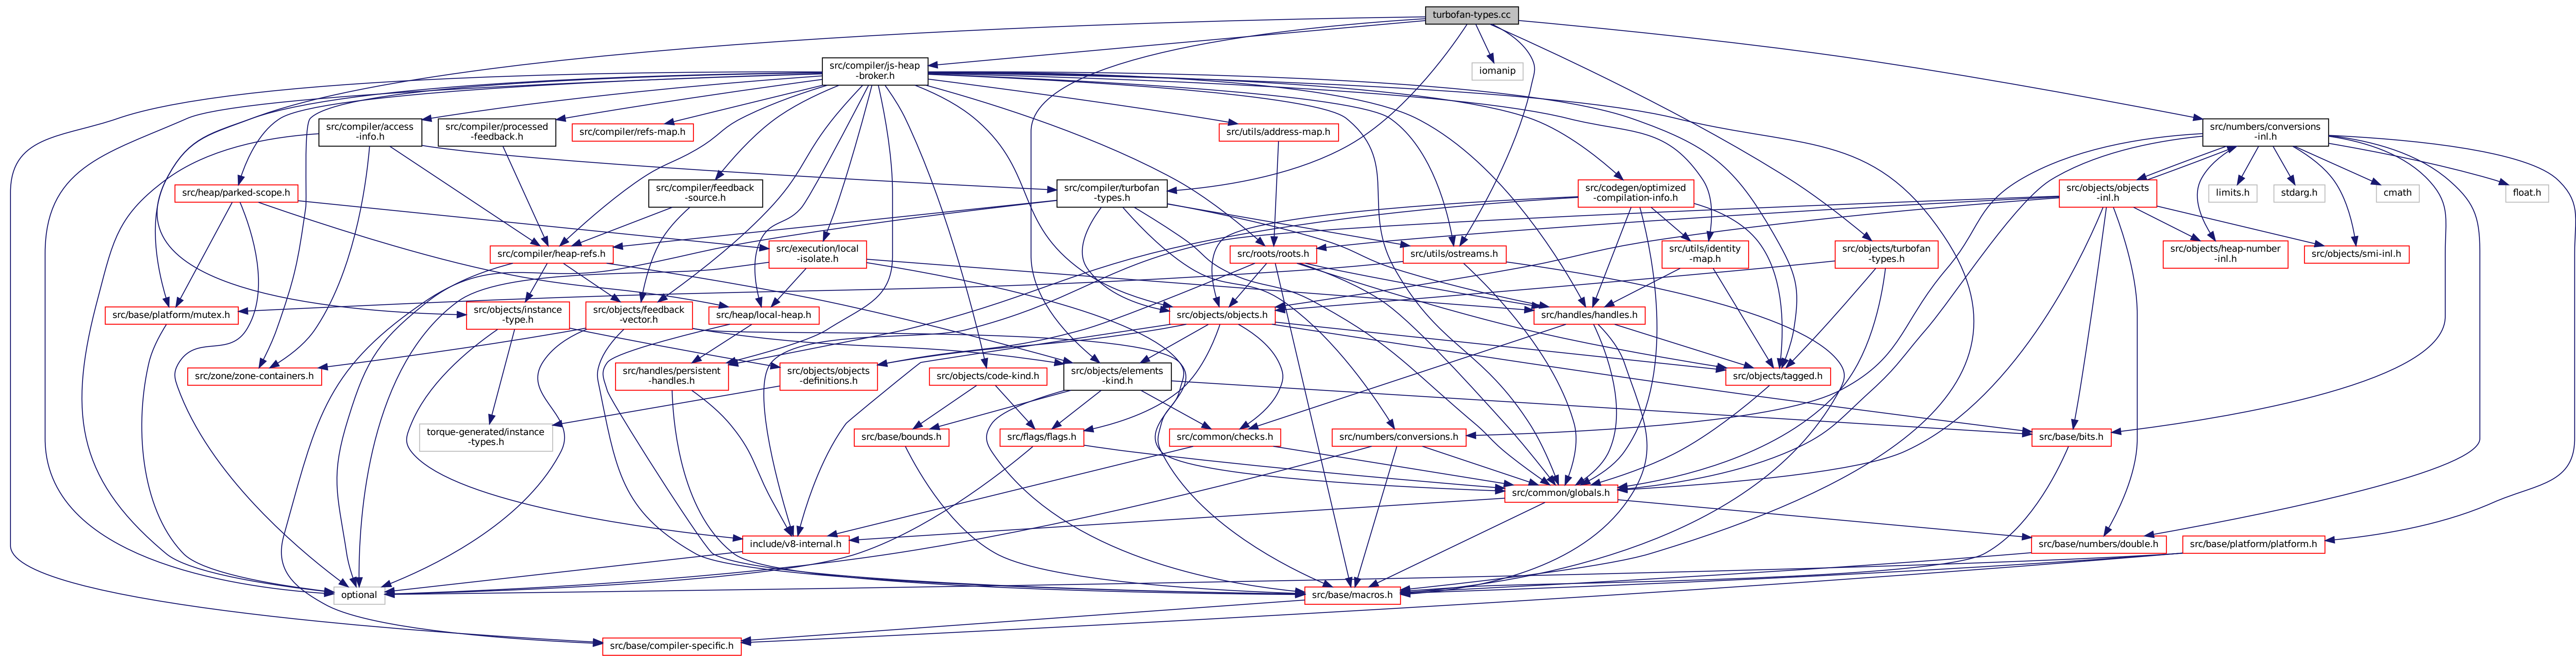 turbofan-types.cc
src/compiler/js-heap
-broker.h
iomanip
src/compiler/access
-info.h
src/compiler/processed
-feedback.h
src/compiler/refs-map.h
src/utils/address-map.h
src/numbers/conversions
-inl.h
src/heap/parked-scope.h
src/compiler/feedback
-source.h
src/compiler/turbofan
-types.h
src/codegen/optimized
-compilation-info.h
src/objects/objects
-inl.h
limits.h
stdarg.h
cmath
float.h
src/compiler/heap-refs.h
src/execution/local
-isolate.h
src/roots/roots.h
src/utils/ostreams.h
src/utils/identity
-map.h
src/objects/turbofan
-types.h
src/objects/heap-number
-inl.h
src/objects/smi-inl.h
src/base/platform/mutex.h
src/objects/instance
-type.h
src/objects/feedback
-vector.h
src/heap/local-heap.h
src/objects/objects.h
src/handles/handles.h
src/zone/zone-containers.h
src/handles/persistent
-handles.h
src/objects/objects
-definitions.h
src/objects/code-kind.h
src/objects/elements
-kind.h
src/objects/tagged.h
torque-generated/instance
-types.h
src/base/bounds.h
src/flags/flags.h
src/common/checks.h
src/numbers/conversions.h
src/base/bits.h
src/common/globals.h
include/v8-internal.h
src/base/numbers/double.h
src/base/platform/platform.h
optional
src/base/macros.h
src/base/compiler-specific.h